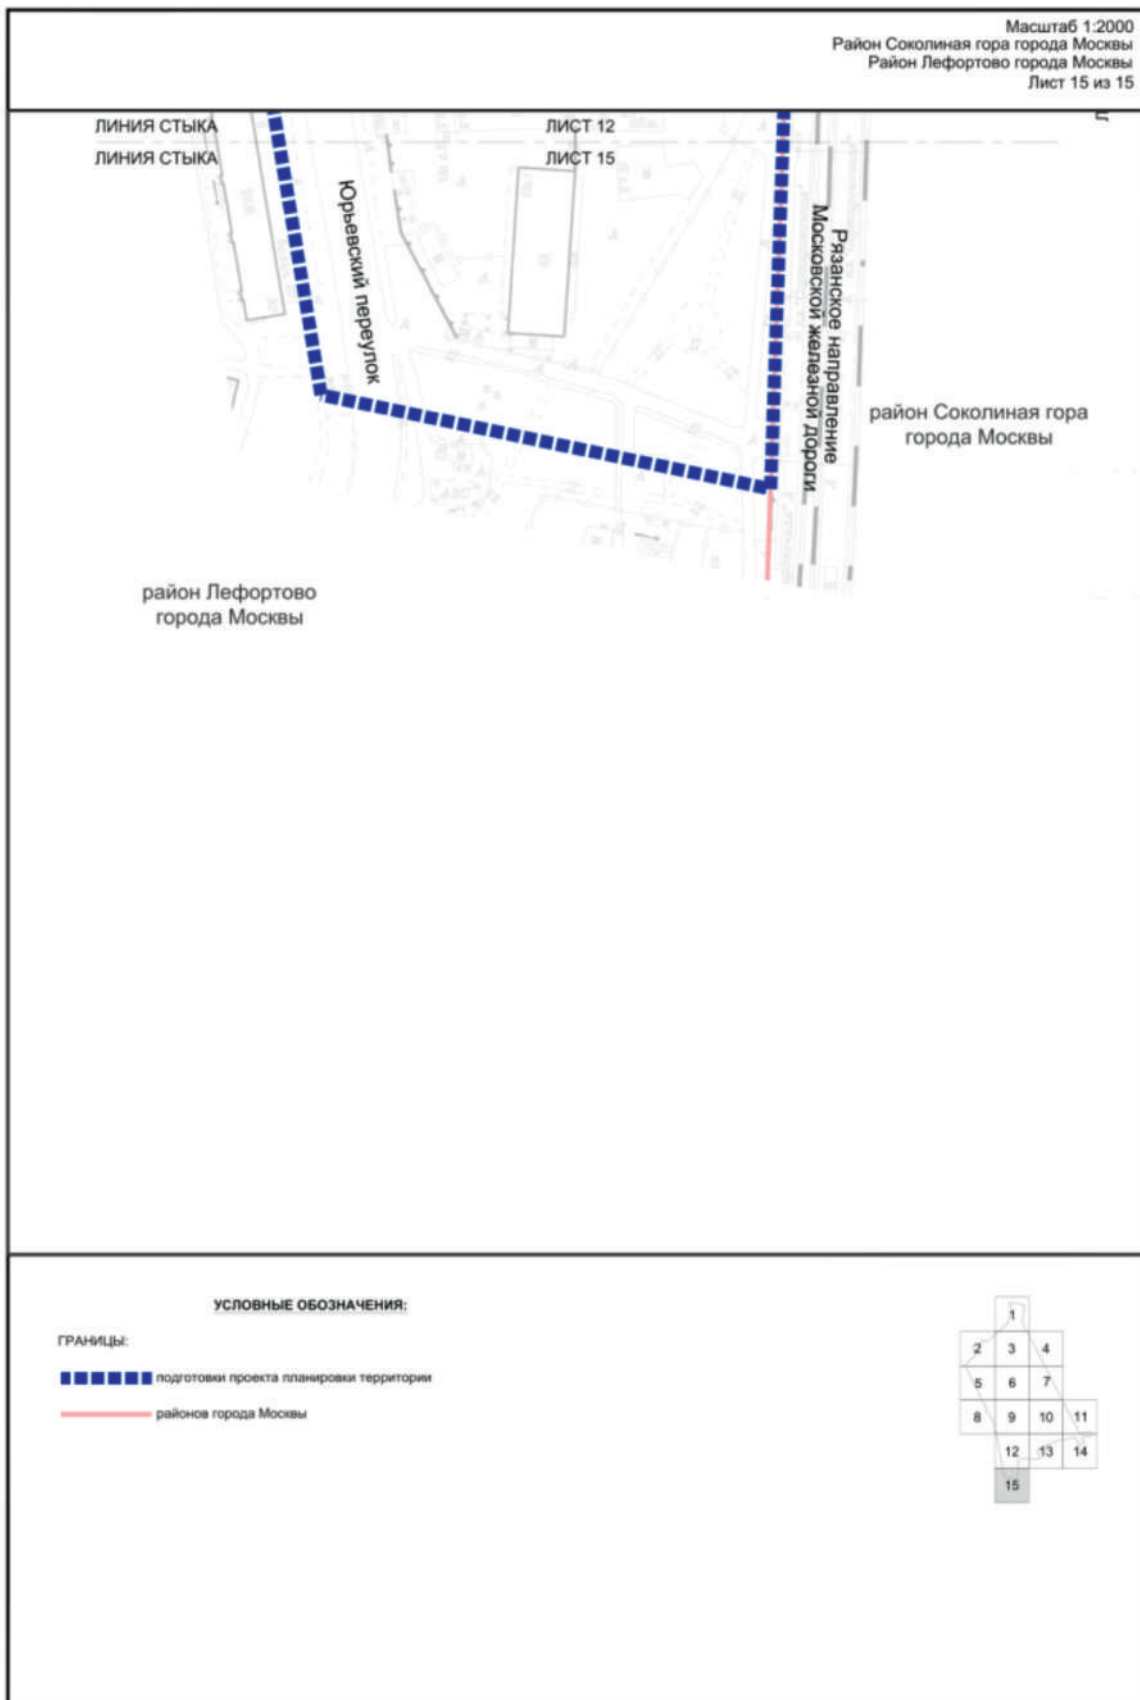 Масштаб 1:2000
Район Соколиная гора города Москвы
Район Лефортово города Москвы
Лист 15 из 15
ЛИНИЯ СТЫКА
ЛИСТ 12
ЛИНИЯ СТЫКА
ЛИСТ 15
Юрьевский переулок
Рязанское направление
Московской железной дороги
район Соколиная гора
города Москвы
район Лефортово
города Москвы
УСЛОВНЫЕ ОБОЗНАЧЕНИЯ:
ГРАНИЦЫ:
подготовки проекта планировки территории
районов города Москвы
1
2 3 4
5 6 7
8 9 10 11
12 13 14
15